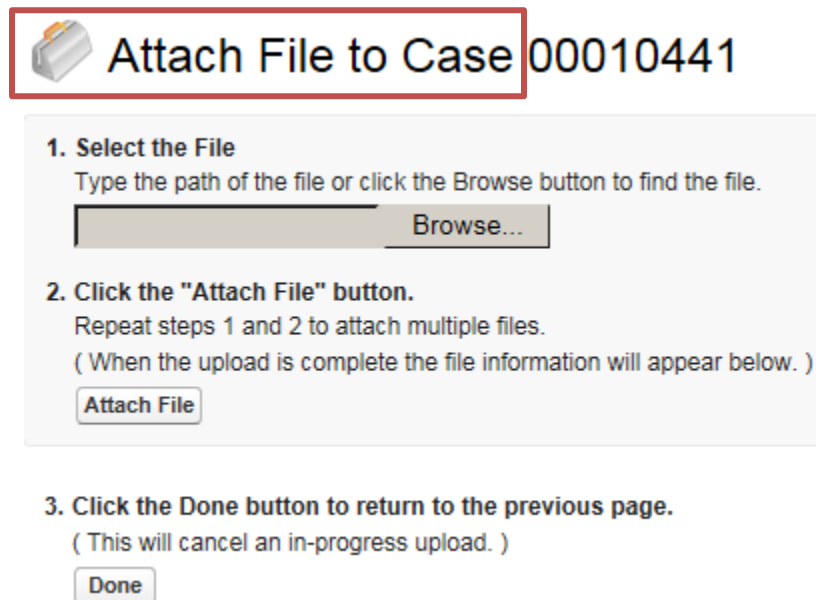 Attach File to Case 00010441
1. Select the File
Type the path of the file or click the Browse button to find the file.
Browse...
2. Click the "Attach File" button.
Repeat steps 1 and 2 to attach multiple files.
( When the upload is complete the file information will appear below. )
Attach File
3. Click the Done button to return to the previous page.
( This will cancel an in-progress upload. )
Done